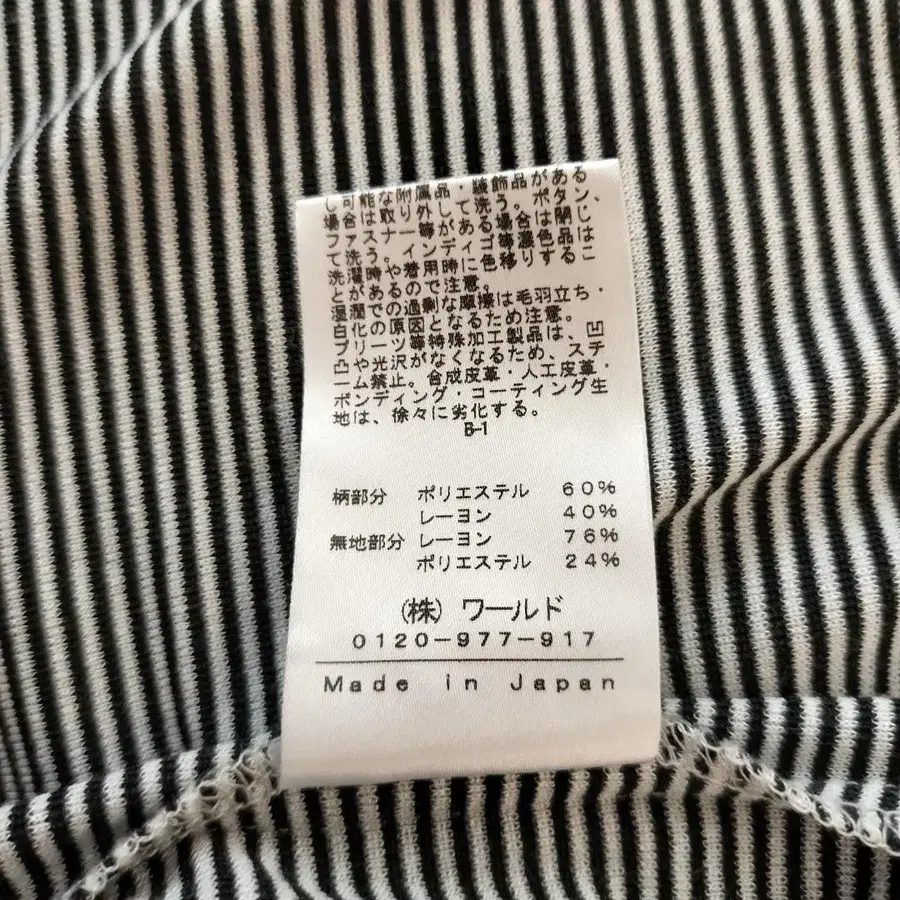 し可能な附属品・装飾品がある
場合は取り外して洗う。ボタン、
ファスナー等がある場合は閉じ
て洗う。インディゴ等濃色品は
洗濯時や着用時に色移りするこ
とがあるので注意。
湿潤での過剰な摩擦は毛羽立ち・
白化の原因となるため注意。
プリーツ等特殊加工製品は、凹
凸や光沢がなくなるため、スチ
ーム禁止。合成皮革・人工皮革・
ボンディング・コーティング生
地は、徐々に劣化する。
B-1
柄部分 ポリエステル 60%
レーヨン 40%
無地部分 レーヨン 76%
ポリエステル 24%
(株) ワールド
0120-977-917
Made in Japan